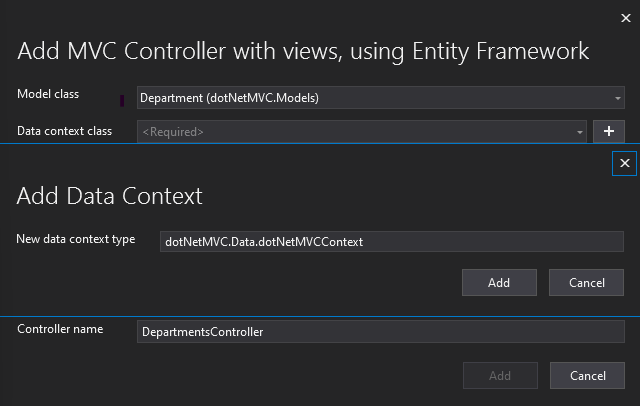 Add MVC Controller with views, using Entity Framework
Model class Department (dotNetMVC.Models)
Data context class <Required>
Add Data Context
New data context type dotNetMVC.Data.dotNetMVCContext
Add Cancel
Controller name DepartmentsController
Add Cancel